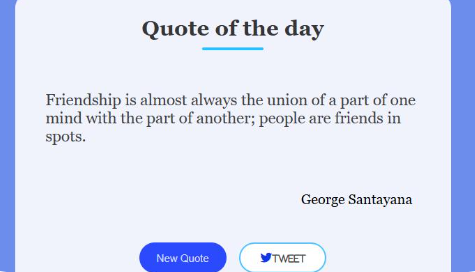 Quote of the day
Friendship is almost always the union of a part of one
mind with the part of another; people are friends in
spots.
George Santayana
New Quote
TWEET